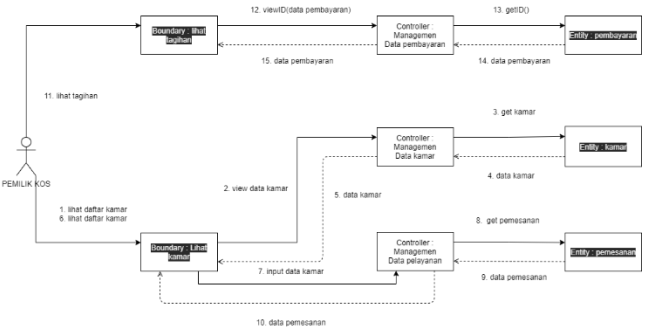 12. viewID(data pembayaran)
13. getID()
Boundary : lihat
tagihan
Controller :
Managemen
Data pembayaran
Entity : pembayaran
15. data pembayaran
14. data pembayaran
11. lihat tagihan
3. get kamar
Controller :
Managemen
Data kamar
Entity : kamar
PEMILIK KOS
2. view data kamar
5. data kamar
4. data kamar
1. lihat daftar kamar
6. lihat daftar kamar
8. get pemesanan
Boundary : Lihat
kamar
Controller :
Managemen
Data pelayanan
Entity : pemesanan
7. input data kamar
9. data pemesanan
10. data pemesanan